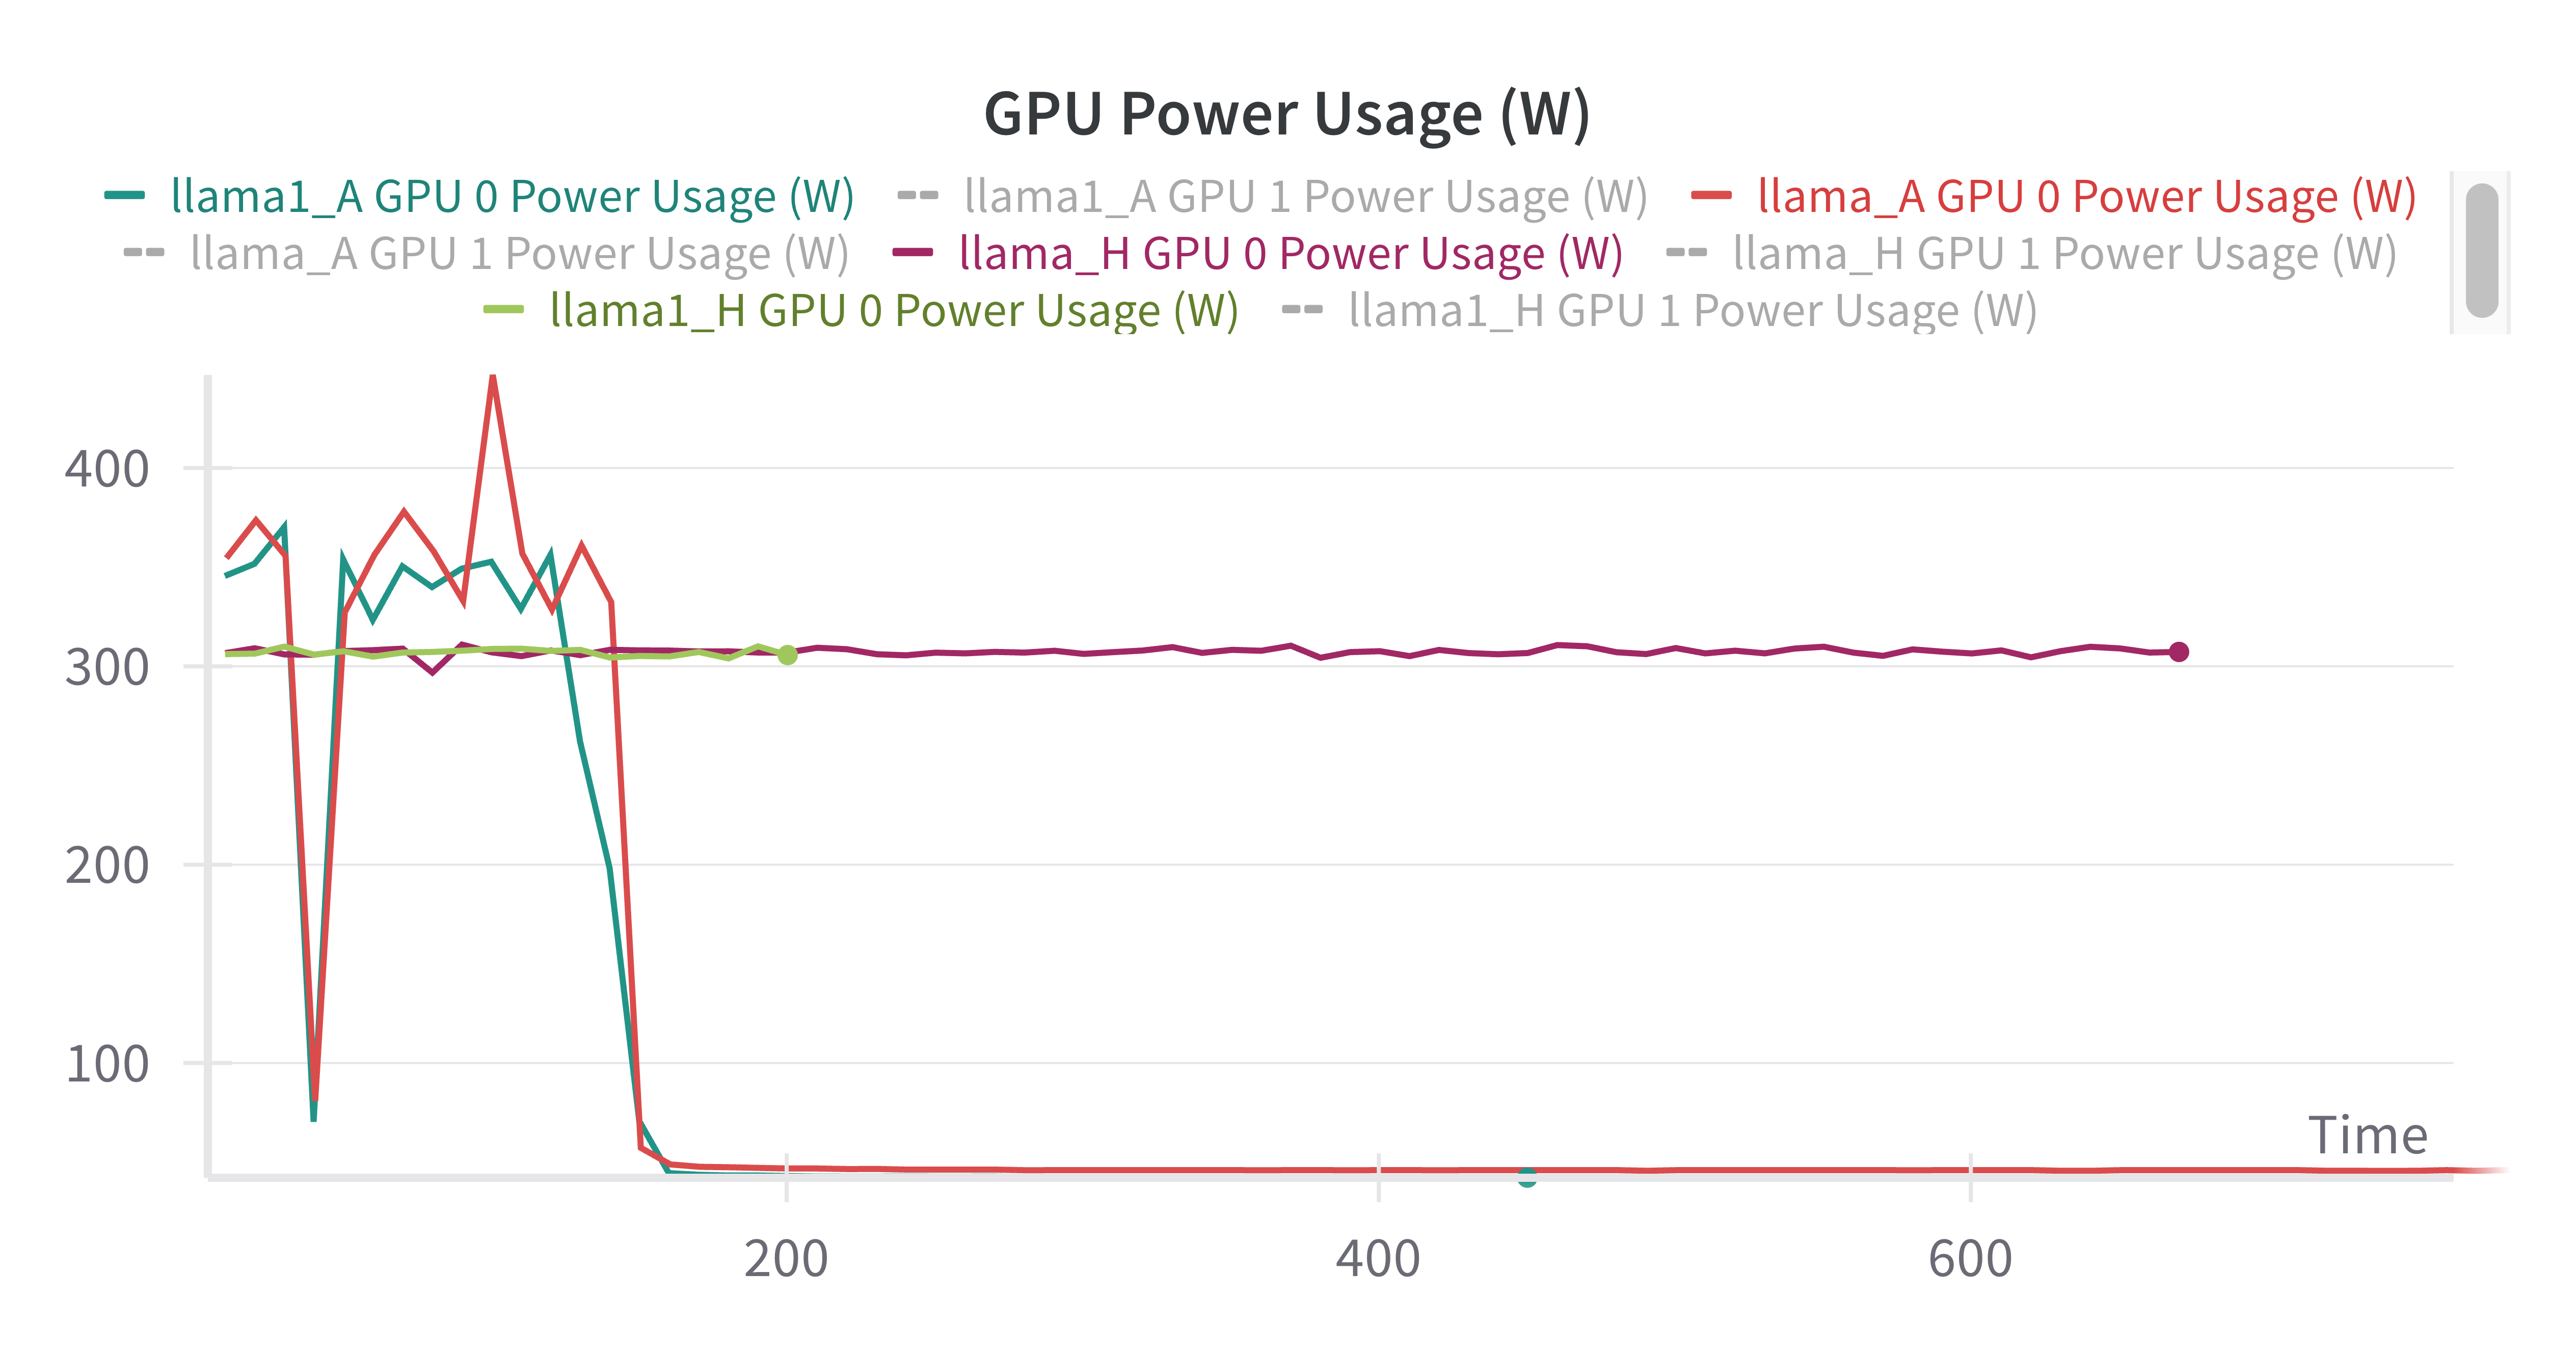 GPU Power Usage (W)
llama1_A GPU 0 Power Usage (W) llama1_A GPU 1 Power Usage (W) llama_A GPU 0 Power Usage (W)
llama_A GPU 1 Power Usage (W) llama_H GPU 0 Power Usage (W) llama_H GPU 1 Power Usage (W)
llama1_H GPU 0 Power Usage (W) llama1_H GPU 1 Power Usage (W)
400
300
200
100
Time
200 400 600